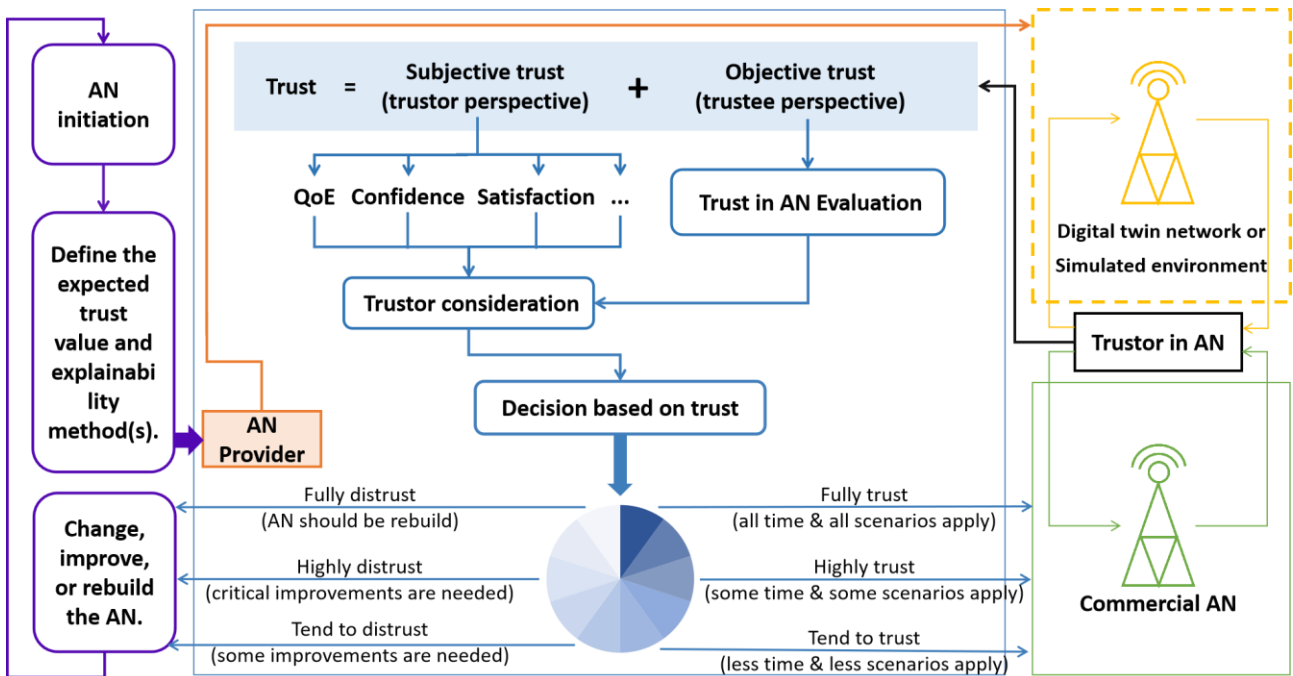 AN
initiation
Define the
expected
trust
value and
explainabi
lity
method(s).
AN
Provider
Change,
improve,
or rebuild
the AN.
Trust = Subjective trust + Objective trust
(trustor perspective) (trustee perspective)
QoE Confidence Satisfaction ...
Trust in AN Evaluation
Trustor consideration
Decision based on trust
Fully distrust
(AN should be rebuild)
Highly distrust
(critical improvements are needed)
Tend to distrust
(some improvements are needed)
Fully trust
(all time & all scenarios apply)
Highly trust
(some time & some scenarios apply)
Tend to trust
(less time & less scenarios apply)
Digital twin network or
Simulated environment
Trustor in AN
Commercial AN